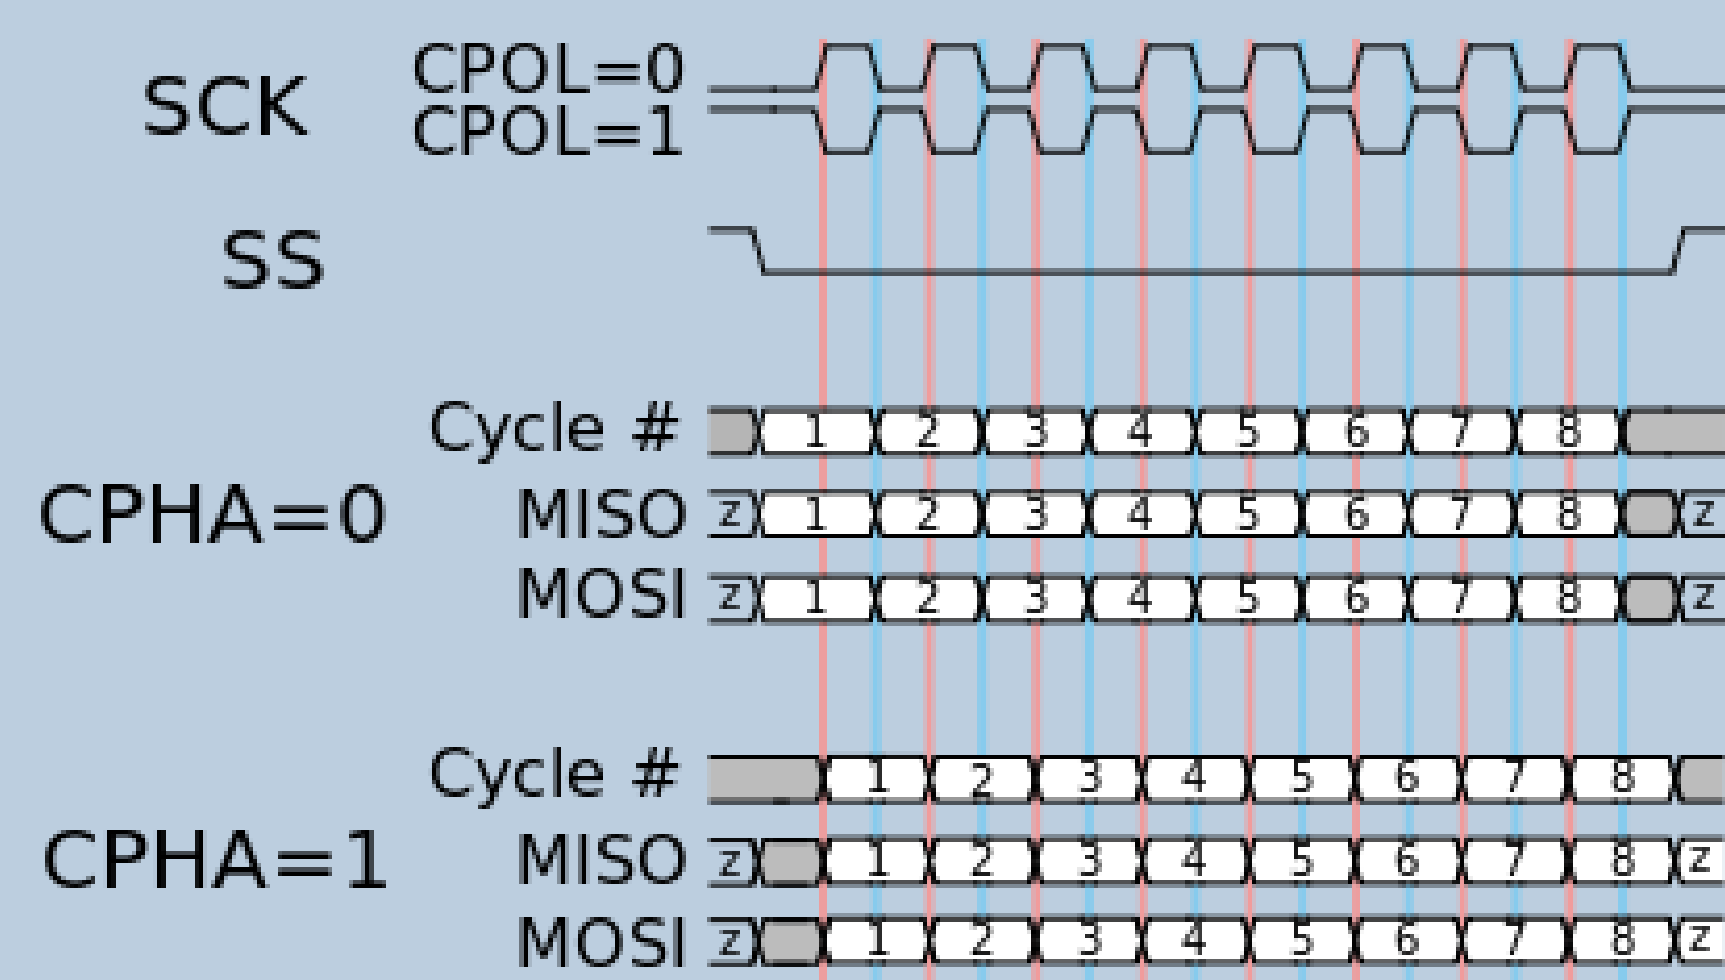 SCK CPOL=0
CPOL=1
SS
Cycle # 1 2 3 4 5 6 7 8
CPHA=0 MISO z 1 2 3 4 5 6 7 8 z
MOSI z 1 2 3 4 5 6 7 8 z
Cycle # 1 2 3 4 5 6 7 8
CPHA=1 MISO z 1 2 3 4 5 6 7 8 z
MOSI z 1 2 3 4 5 6 7 8 z